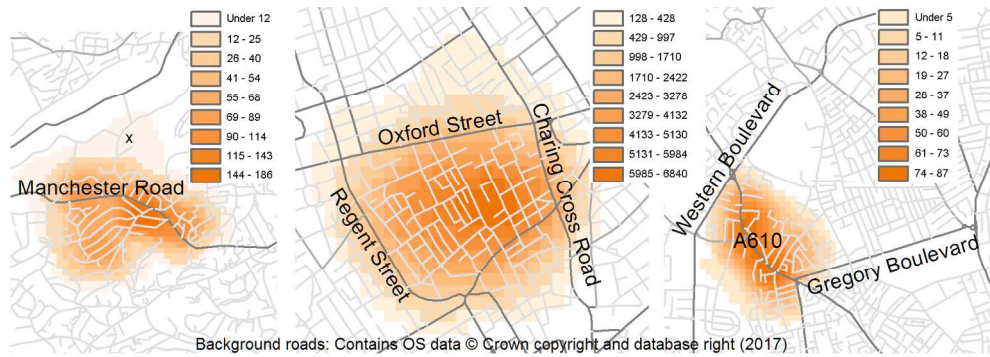 Under 12
12 - 25
26 - 40
41 - 54
55 - 68
69 - 89
90 - 114
115 - 143
144 - 186
x
Manchester Road
128 - 428
429 - 997
998 - 1710
1710 - 2422
2423 - 3278
3279 - 4132
4133 - 5130
5131 - 5984
5985 - 6840
Oxford Street
Charing Cross Road
Regent Street
Under 5
5 - 11
12 - 18
19 - 27
26 - 37
38 - 49
50 - 60
61 - 73
74 - 87
Western Boulevard
A610
Gregory Boulevard
Background roads: Contains OS data © Crown copyright and database right (2017)